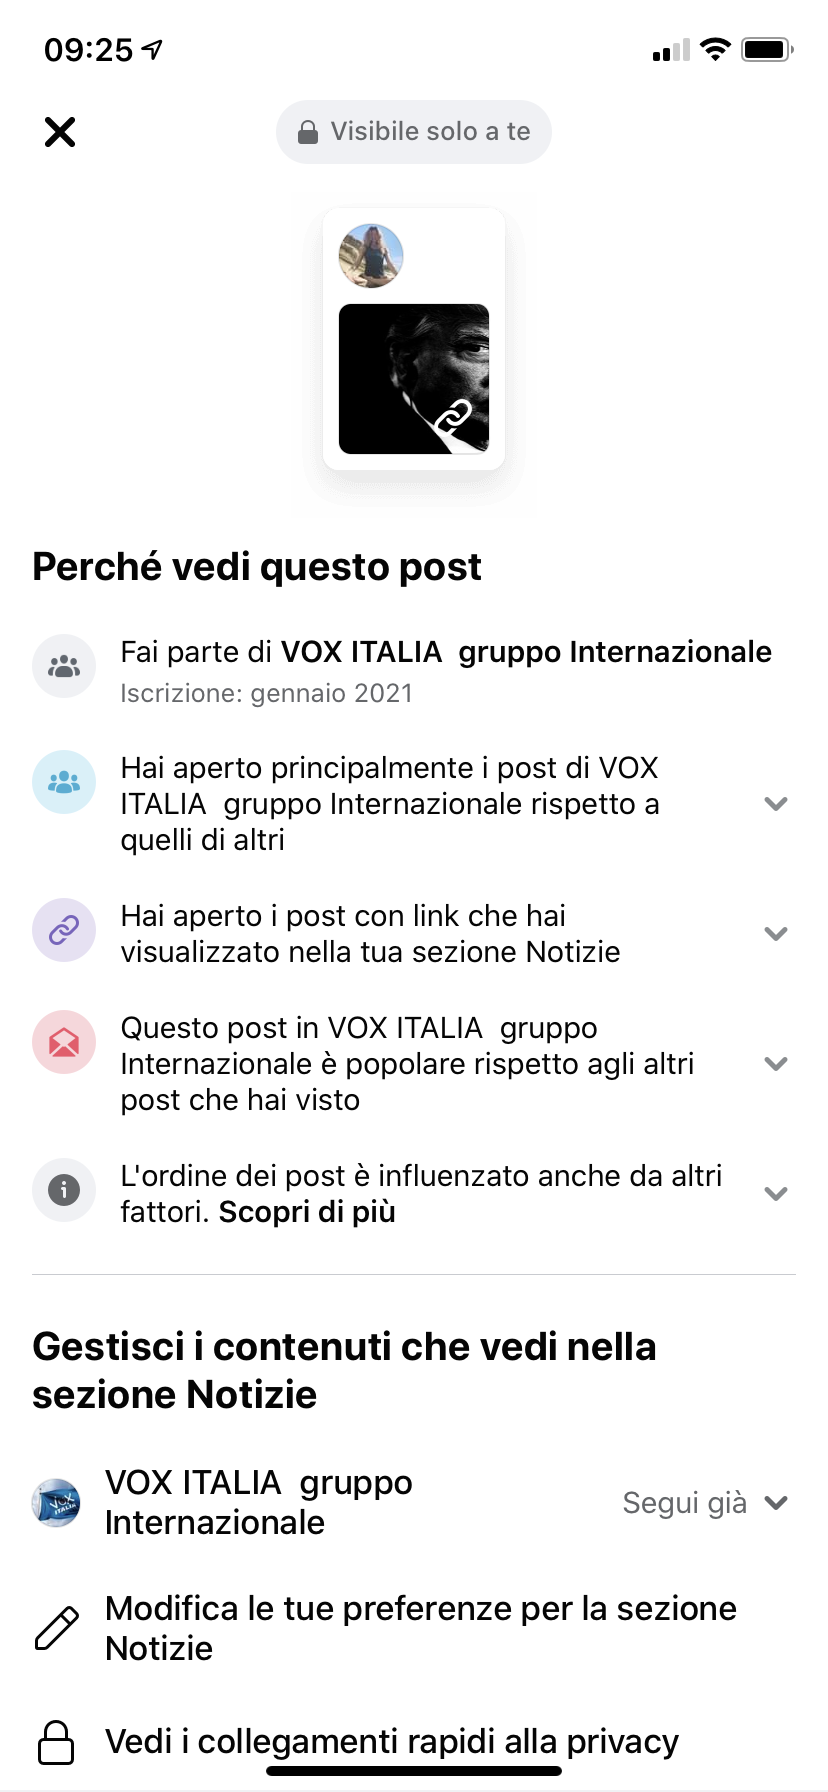 09:25
Visibile solo a te
Perché vedi questo post
Fai parte di VOX ITALIA  gruppo Internazionale
Iscrizione: gennaio 2021
Hai aperto principalmente i post di VOX
ITALIA  gruppo Internazionale rispetto a
quelli di altri
Hai aperto i post con link che hai
visualizzato nella tua sezione Notizie
Questo post in VOX ITALIA  gruppo
Internazionale è popolare rispetto agli altri
post che hai visto
L'ordine dei post è influenzato anche da altri
fattori. Scopri di più
Gestisci i contenuti che vedi nella
sezione Notizie
VOX
ITALIA
VOX ITALIA  gruppo
Internazionale
Segui già
Modifica le tue preferenze per la sezione
Notizie
Vedi i collegamenti rapidi alla privacy